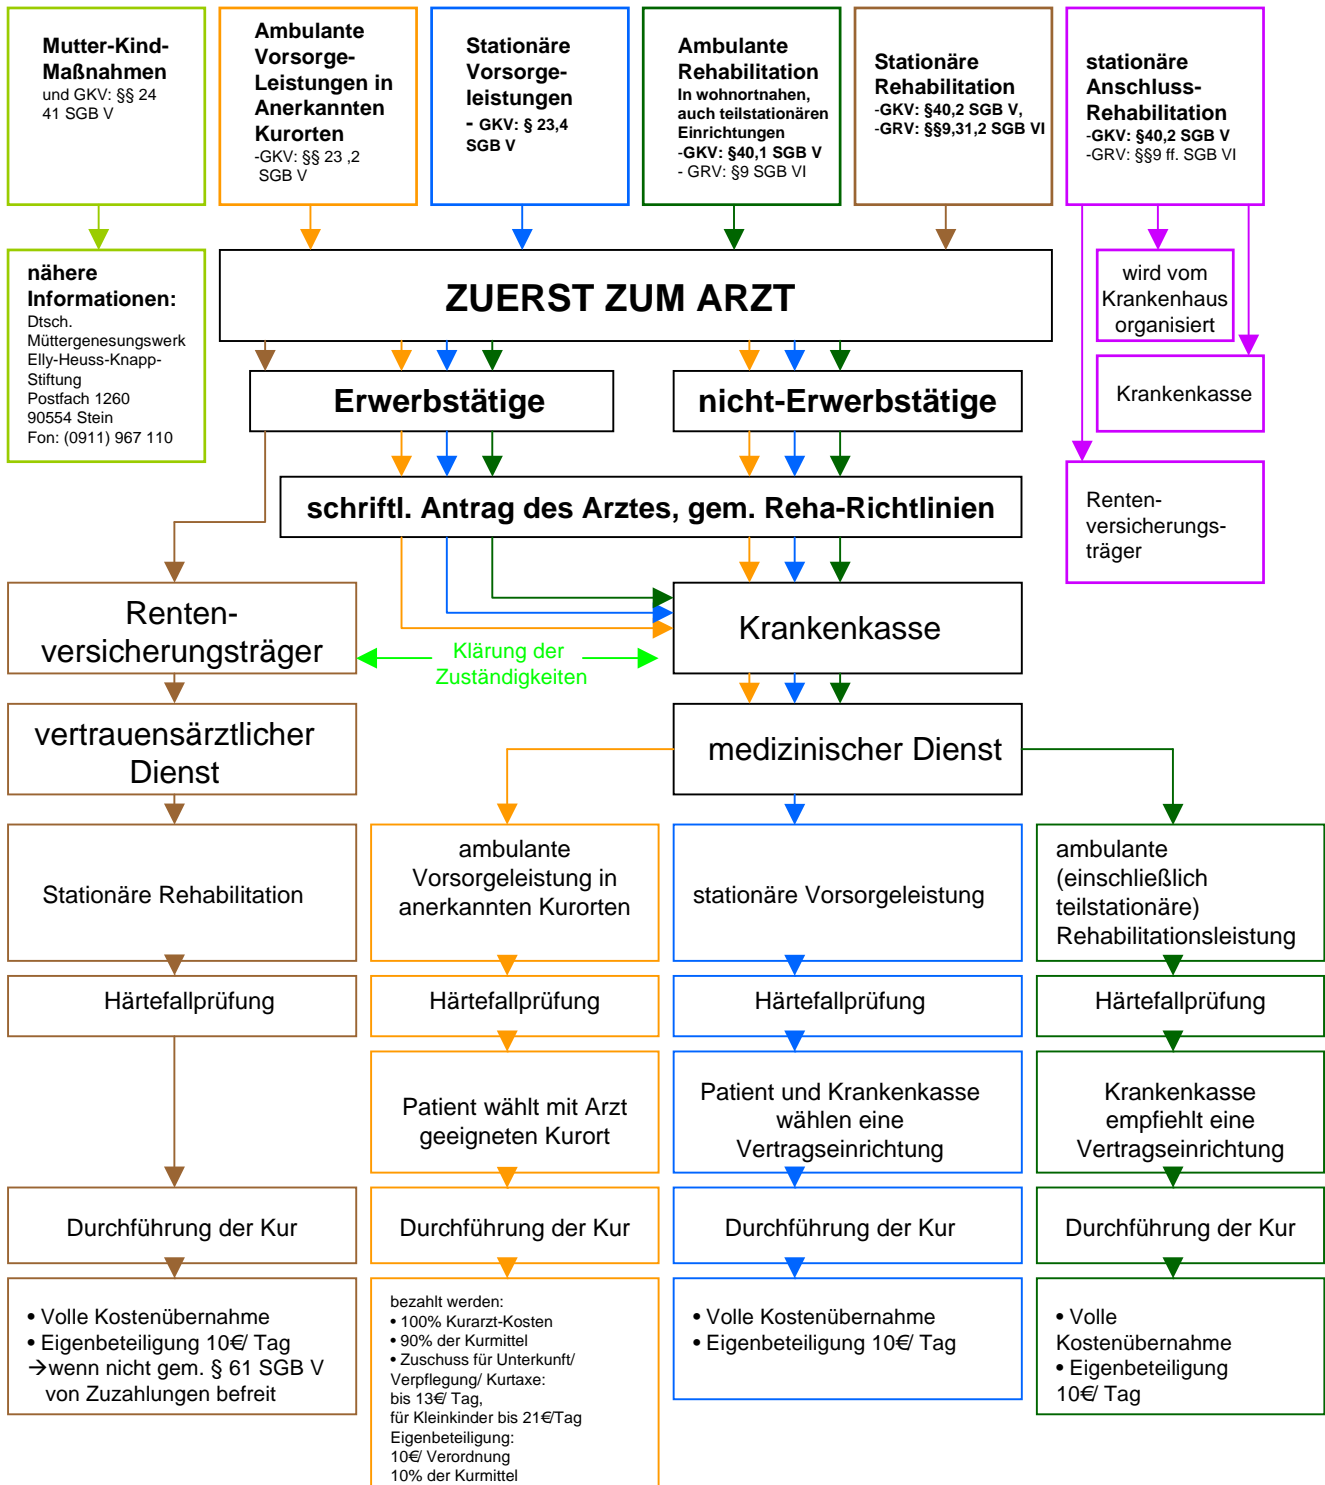 Mutter-Kind-
Maßnahmen
und GKV: §§ 24
41 SGB V
Ambulante
Vorsorge-
Leistungen in
Anerkannten
Kurorten
-GKV: §§ 23 ,2
SGB V
Stationäre
Vorsorge-
leistungen
- GKV: § 23,4
SGB V
Ambulante
Rehabilitation
In wohnortnahen,
auch teilstationären
Einrichtungen
-GKV: §40,1 SGB V
- GRV: §9 SGB VI
Stationäre
Rehabilitation
-GKV: §40,2 SGB V,
-GRV: §§9,31,2 SGB VI
stationäre
Anschluss-
Rehabilitation
-GKV: §40,2 SGB V
-GRV: §§9 ff. SGB VI
nähere
Informationen:
Dtsch.
Müttergenesungswerk
Elly-Heuss-Knapp-
Stiftung
Postfach 1260
90554 Stein
Fon: (0911) 967 110
ZUERST ZUM ARZT
wird vom
Krankenhaus
organisiert
Erwerbstätige
nicht-Erwerbstätige
Krankenkasse
schriftl. Antrag des Arztes, gem. Reha-Richtlinien
Renten-
versicherungs-
träger
Renten-
versicherungsträger
Klärung der
Zuständigkeiten
Krankenkasse
vertrauensärztlicher
Dienst
medizinischer Dienst
Stationäre Rehabilitation
ambulante
Vorsorgeleistung in
anerkannten Kurorten
stationäre Vorsorgeleistung
ambulante
(einschließlich
teilstationäre)
Rehabilitationsleistung
Härtefallprüfung
Härtefallprüfung
Härtefallprüfung
Härtefallprüfung
Patient wählt mit Arzt
geeigneten Kurort
Patient und Krankenkasse
wählen eine
Vertragseinrichtung
Krankenkasse
empfiehlt eine
Vertragseinrichtung
Durchführung der Kur
Durchführung der Kur
Durchführung der Kur
Durchführung der Kur
• Volle Kostenübernahme
• Eigenbeteiligung 10€/ Tag
→wenn nicht gem. § 61 SGB V
von Zuzahlungen befreit
bezahlt werden:
• 100% Kurarzt-Kosten
• 90% der Kurmittel
• Zuschuss für Unterkunft/
Verpflegung/ Kurtaxe:
bis 13€/ Tag,
für Kleinkinder bis 21€/Tag
Eigenbeteiligung:
10€/ Verordnung
10% der Kurmittel
• Volle Kostenübernahme
• Eigenbeteiligung 10€/ Tag
• Volle
Kostenübernahme
• Eigenbeteiligung
10€/ Tag